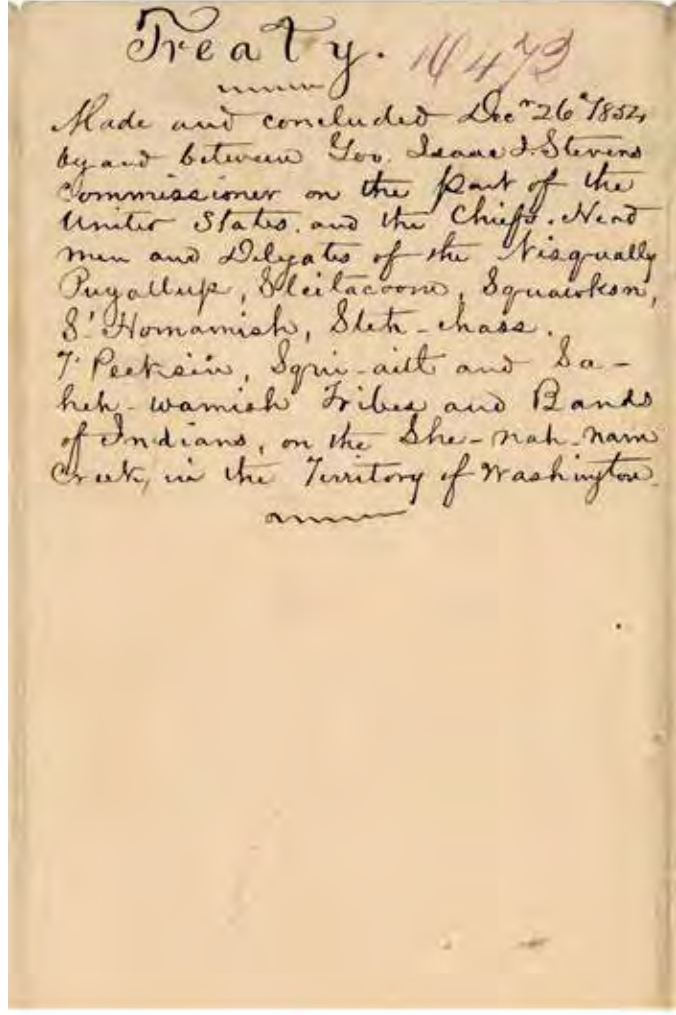 Treaty.
16 473
Made and concluded Decr 26th 1854,
by and between Gov. Isaac I. Stevens
Commissioner on the part of the
United States. and the Chiefs. Head
men and Delegates of the Nisqually
Puyallup, Steilacoom, Squawksin,
S'Homamish, Steh-chass.
T'Peeksin, Squi-aitl and Sa-
heh-wamish Tribes and Bands
of Indians, on the She-nah-nam
Creek, in the Territory of Washington.